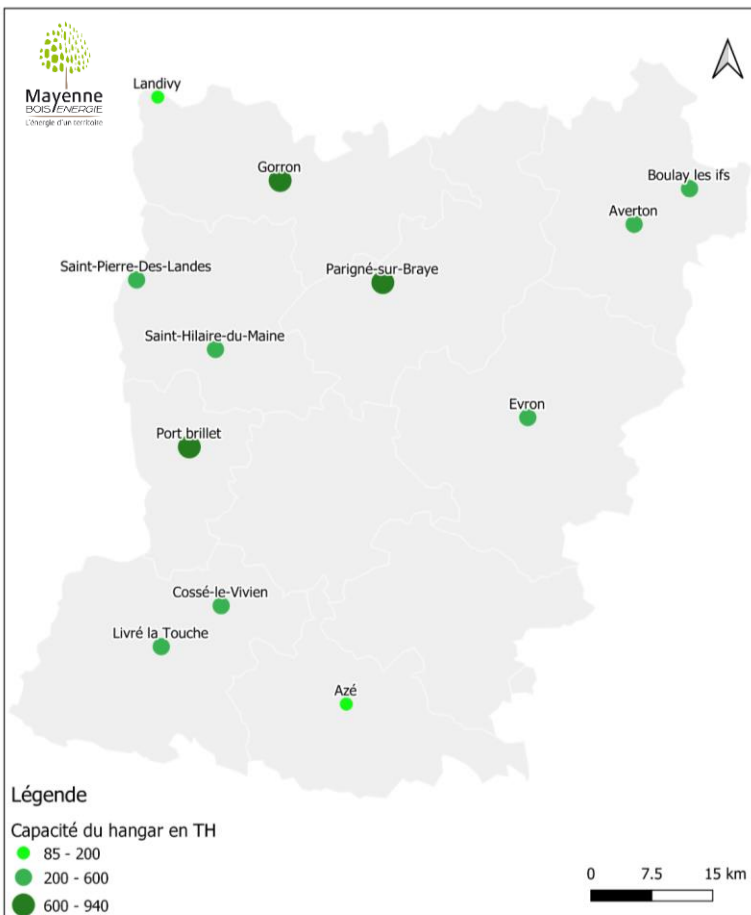 Mayenne
BOIS ENERGIE
L'énergie d'un territoire
Landivy
Gorron
Boulay les ifs
Averton
Saint-Pierre-Des-Landes
Parigné-sur-Braye
Saint-Hilaire-du-Maine
Evron
Port brillet
Cossé-le-Vivien
Livré la Touche
Azé
Légende
Capacité du hangar en TH
85 - 200
200 - 600
600 - 940
0 7.5 15 km